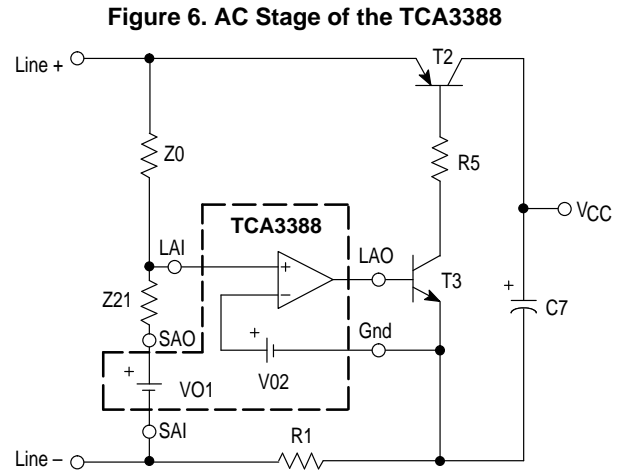 Figure 6. AC Stage of the TCA3388
Line +
T2
Z0
R5
TCA3388
VCC
LAI
LAO
+
T3
Z21
−
+
C7
SAO
+
Gnd
+
VO1
V02
SAI
R1
Line –